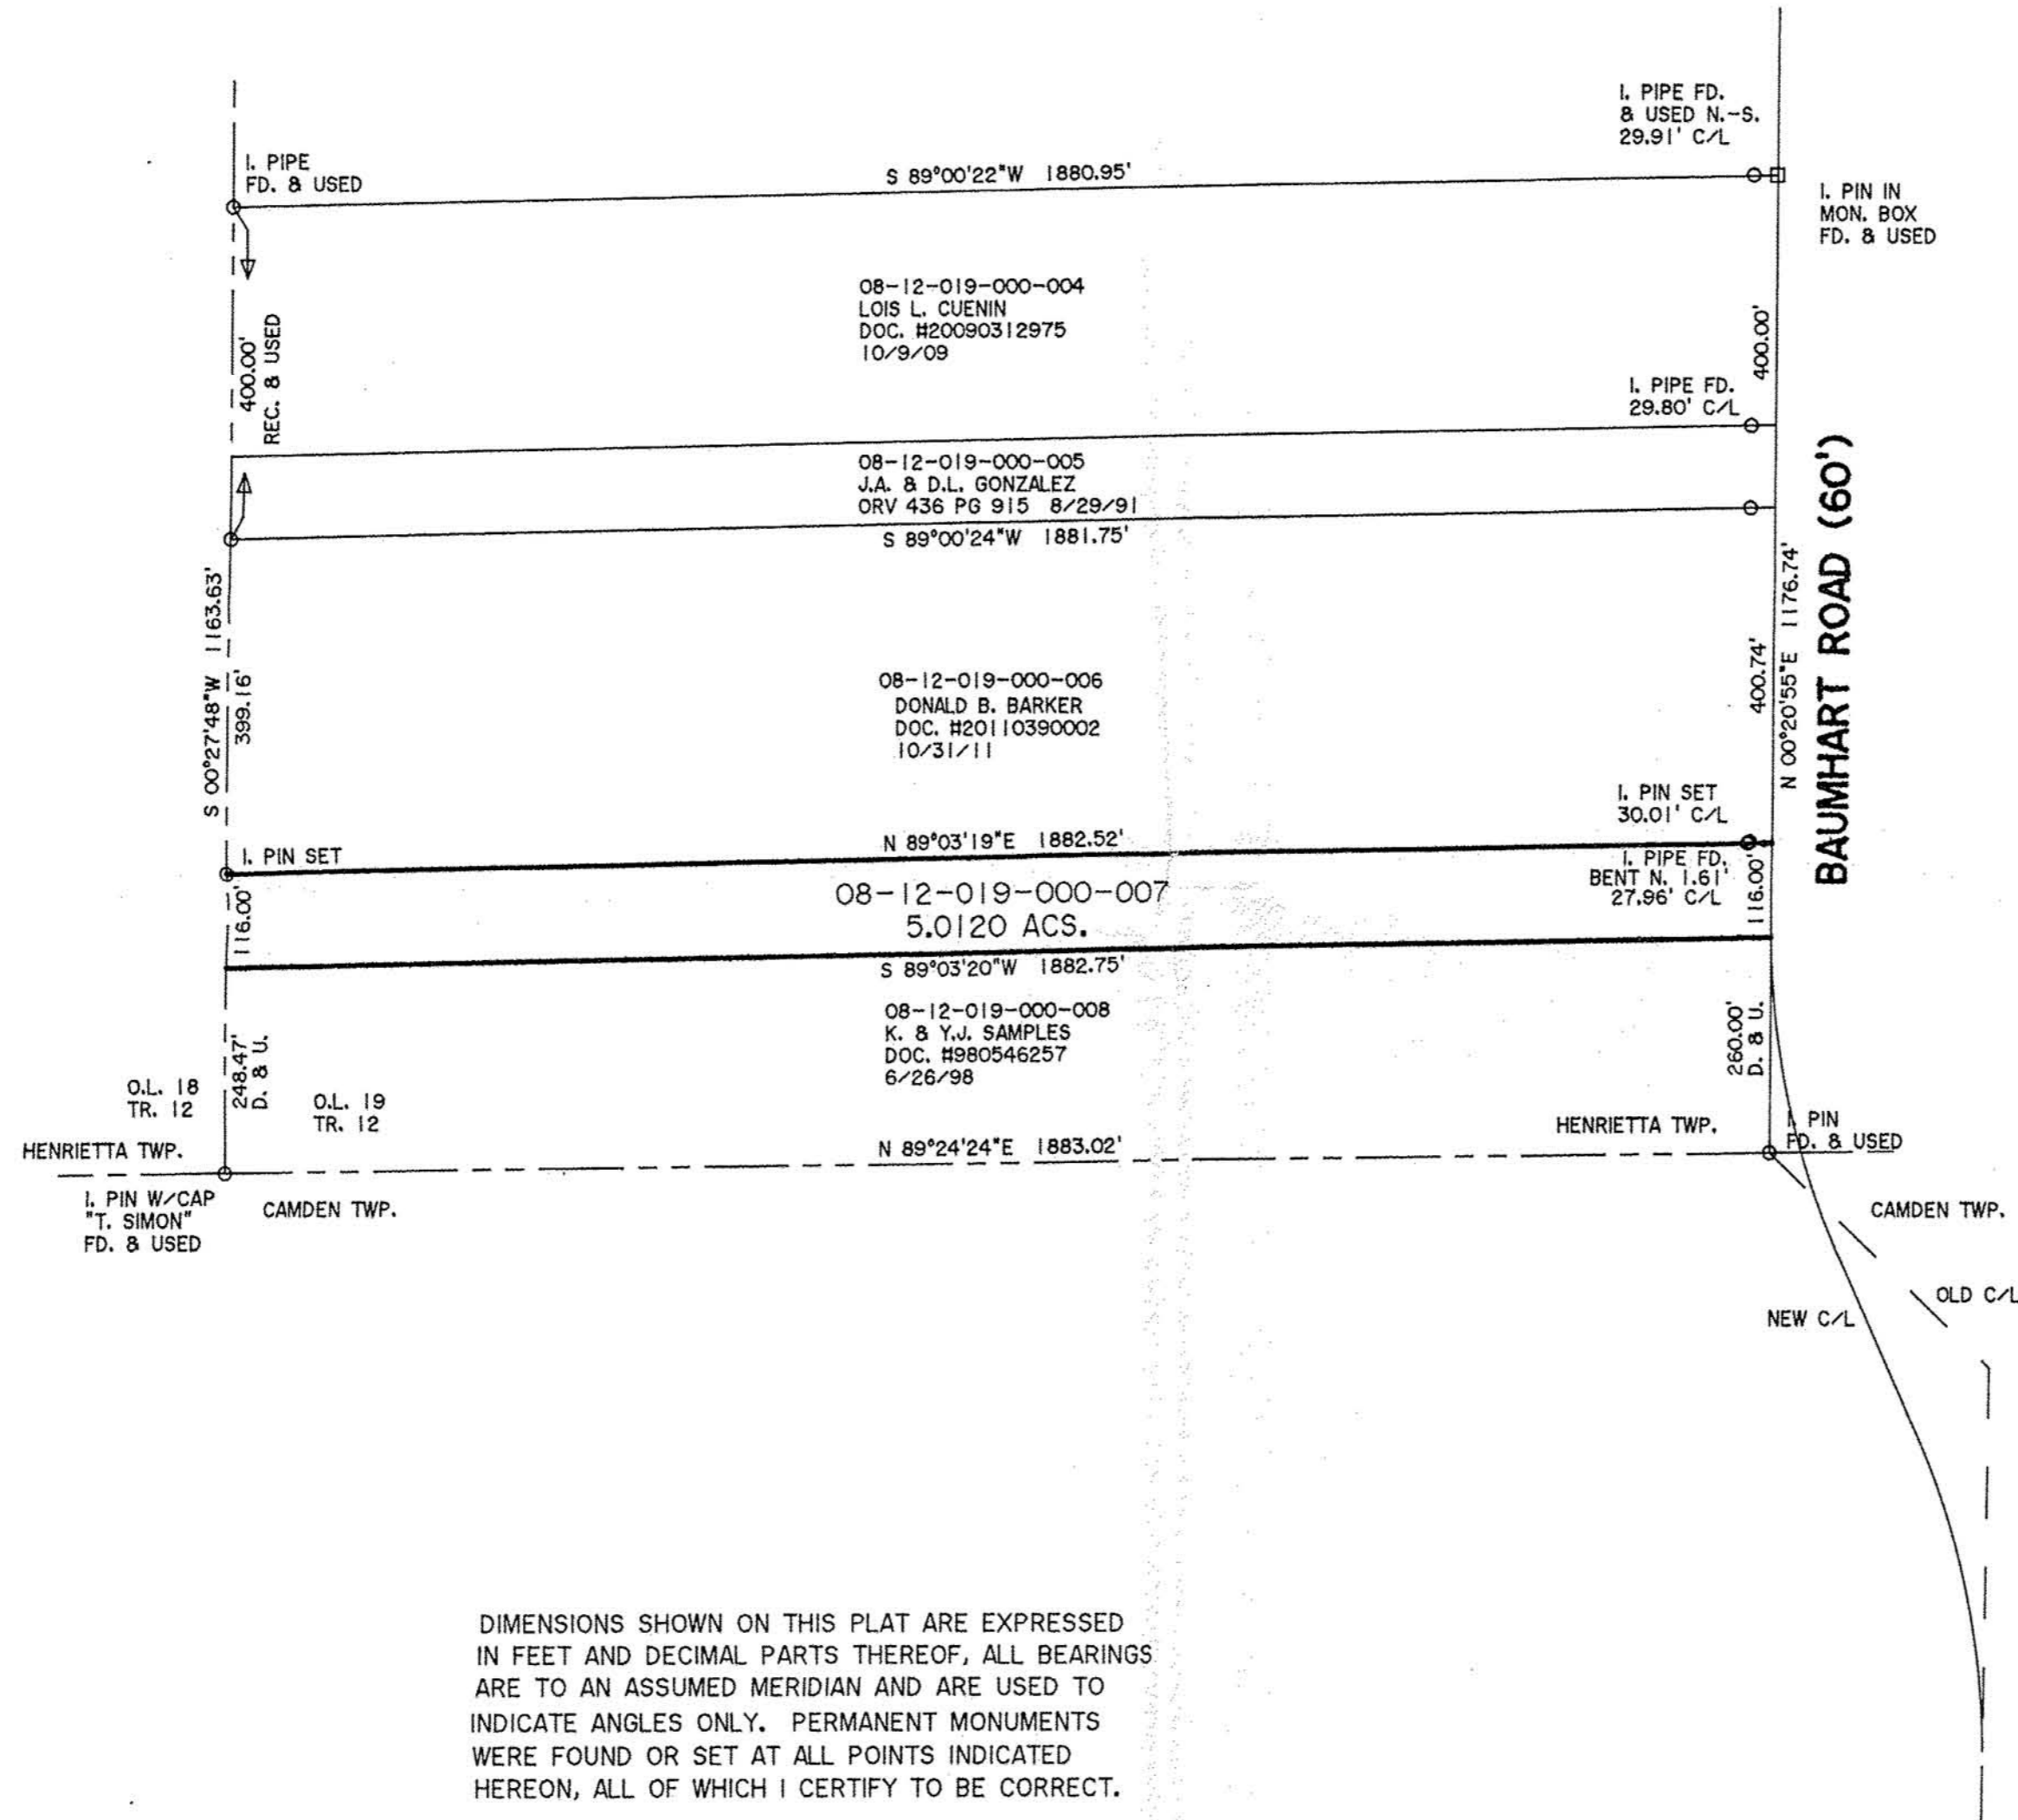 I. PIPE FD.
& USED N.-S.
29.91' C/L
I. PIPE
FD. & USED
S 89°00'22"W 1880.95'
I. PIN IN
MON. BOX
FD. & USED
08-12-019-000-004
LOIS L. CUENIN
DOC. #20090312975
10/9/09
400.00'
REC. & USED
400.00'
I. PIPE FD.
29.80' C/L
08-12-019-000-005
J.A. & D.L. GONZALEZ
ORV 436 PG 915 8/29/91
S 89°00'24"W 1881.75'
BAUMHART ROAD (60')
S 00°27'48"W 1163.63'
399.16'
08-12-019-000-006
DONALD B. BARKER
DOC. #20110390002
10/31/11
400.74'
N 00°20'55"E 1176.74'
I. PIN SET
30.01' C/L
N 89°03'19"E 1882.52'
I. PIN SET
I. PIPE FD.
BENT N. 1.61'
27.96' C/L
116.00'
08-12-019-000-007
5.0120 ACS.
116.00'
S 89°03'20"W 1882.75'
08-12-019-000-008
K. & Y.J. SAMPLES
DOC. #980546257
6/26/98
248.47'
D. & U.
260.00'
D. & U.
O.L. 18
TR. 12
O.L. 19
TR. 12
HENRIETTA TWP.
N 89°24'24"E 1883.02'
HENRIETTA TWP.
I. PIN
FD. & USED
I. PIN W/CAP
"T. SIMON"
FD. & USED
CAMDEN TWP.
CAMDEN TWP.
OLD C/L
NEW C/L
DIMENSIONS SHOWN ON THIS PLAT ARE EXPRESSED
IN FEET AND DECIMAL PARTS THEREOF, ALL BEARINGS
ARE TO AN ASSUMED MERIDIAN AND ARE USED TO
INDICATE ANGLES ONLY. PERMANENT MONUMENTS
WERE FOUND OR SET AT ALL POINTS INDICATED
HEREON, ALL OF WHICH I CERTIFY TO BE CORRECT.